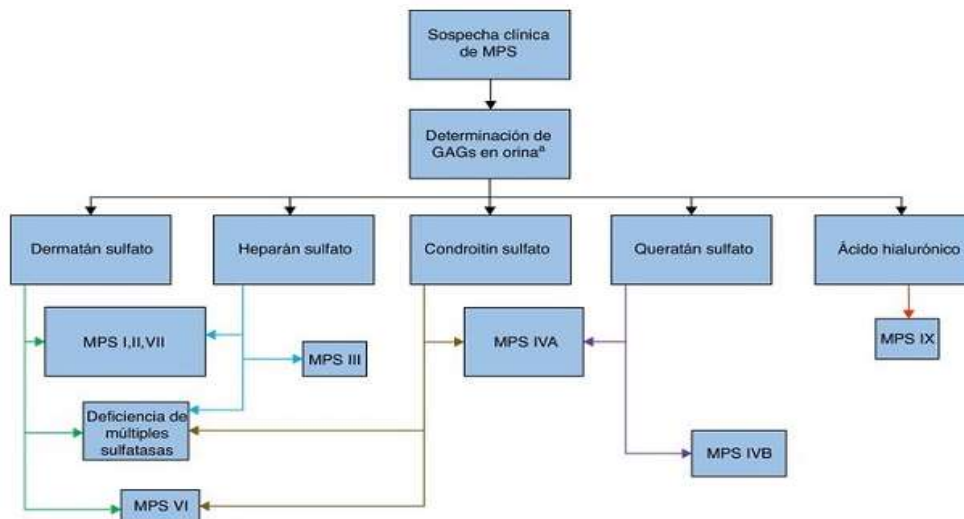 Sospecha clínica
de MPS
Determinación de
GAGs en orinaª
Dermatán sulfato
Heparán sulfato
Condroitin sulfato
Queratán sulfato
Ácido hialurónico
MPS I,II,VII
MPS III
MPS IVA
MPS IX
Deficiencia de
múltiples
sulfatasas
MPS IVB
MPS VI